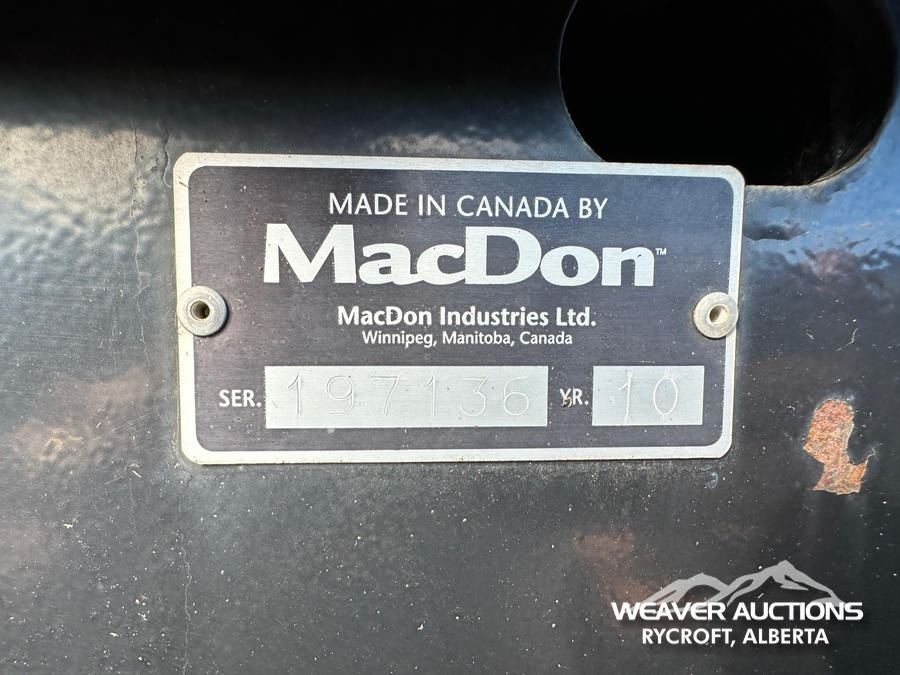 MADE IN CANADA BY
MacDon™
MacDon Industries Ltd.
Winnipeg, Manitoba, Canada
SER. 197136 YR. 10
WEAVER AUCTIONS
RYCROFT, ALBERTA